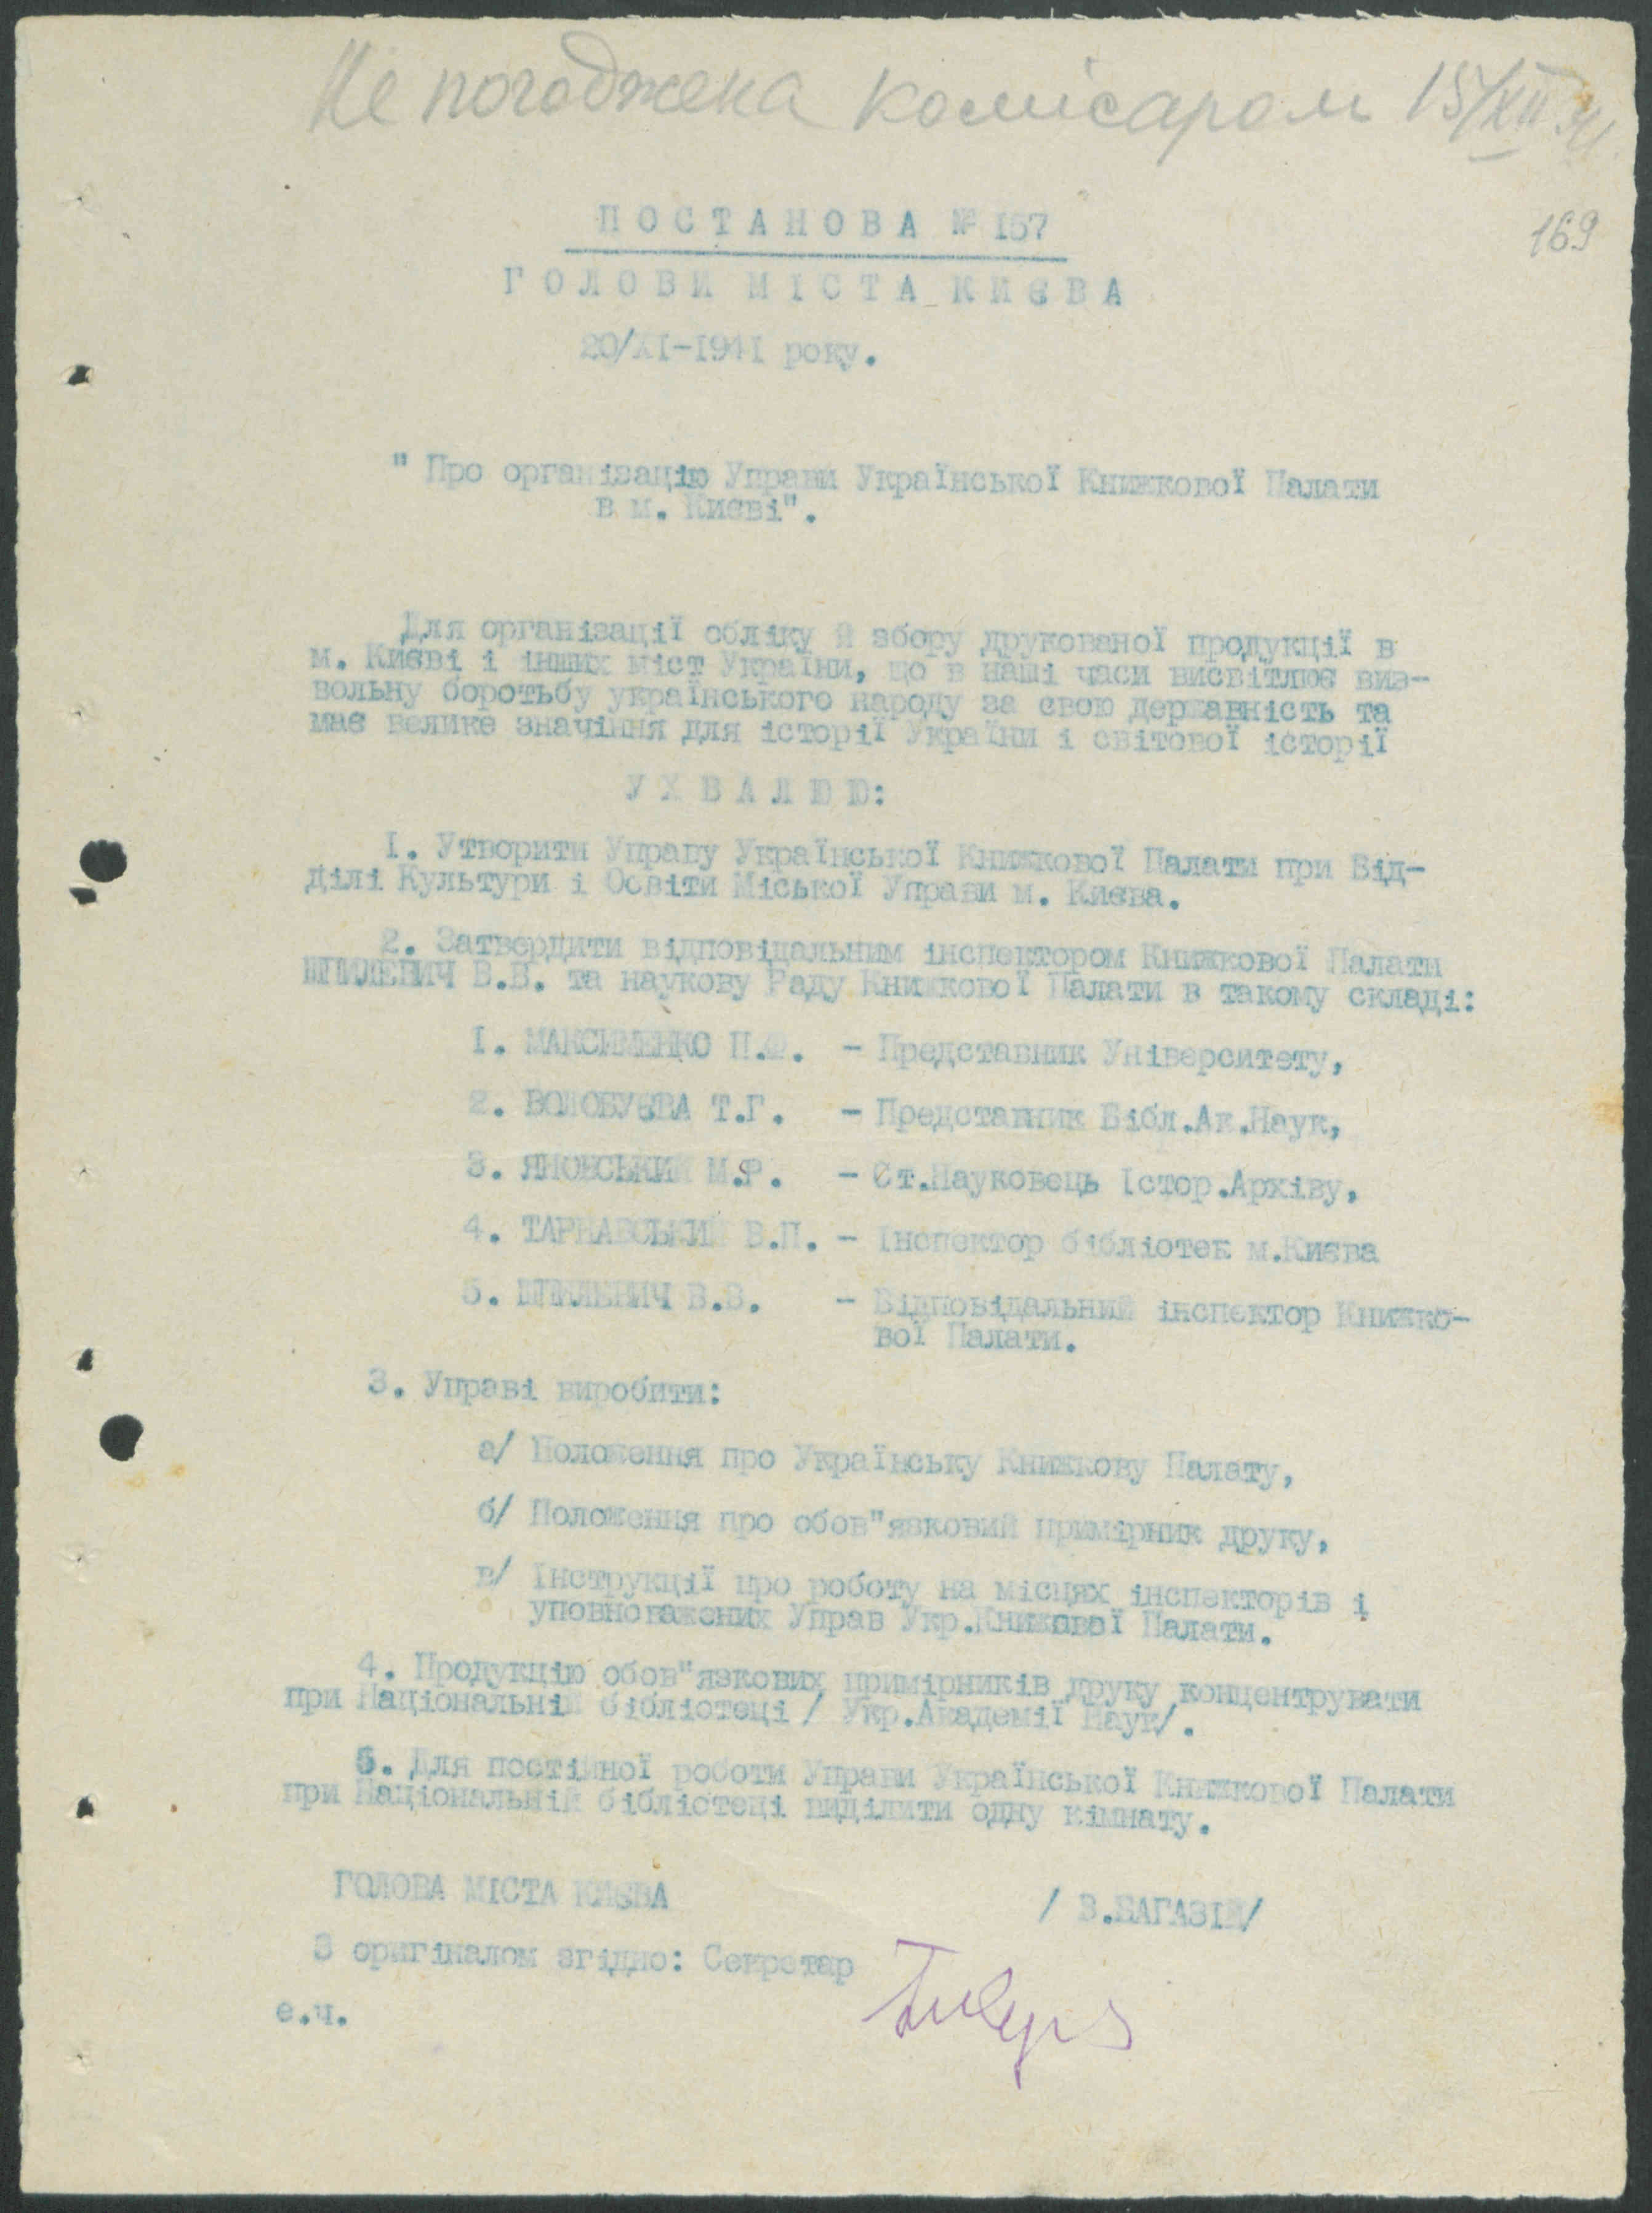 Не погоджена комісаром 15/XII 41.
169
ПОСТАНОВА № 157
ГОЛОВИ МІСТА КИЄВА
20/XI-1941 року.
" Про організацію Управи Української Книжкової Палати
в м. Києві".
Для організації обліку й збору друкованої продукції в
м. Києві і інших міст України, що в наші часи висвітлює виз-
вольну боротьбу українського народу за свою державність та
має велике значіння для історії України і світової історії
УХВАЛЮЮ:
1. Утворити Управу Української Книжкової Палати при Від-
ділі Культури і Освіти Міської Управи м. Києва.
2. Затвердити відповідальним інспектором Книжкової Палати
ШПИЛЕВИЧ В.В. та наукову Раду Книжкової Палати в такому складі:
1. МАКСИМЕНКО П.Ф. - Представник Університету,
2. ВОЛОБУЄВА Т.Г. - Представник Бібл.Ак.Наук,
3. ЯНОВСЬКИЙ М.Р. - Ст.Науковець Істор.Архіву,
4. ТАРНАВСЬКИЙ В.П. - Інспектор бібліотек м.Києва
5. ШПИЛЕВИЧ В.В. - Відповідальний інспектор Книжко-
вої Палати.
3. Управі виробити:
а/ Положення про Українську Книжкову Палату,
б/ Положення про обов"язковий примірник друку,
в/ Інструкції про роботу на місцях інспекторів і
уповноважених Управ Укр.Книжової Палати.
4. Продукцію обов"язкових примірників друку концентрувати
при Національній бібліотеці / Укр.Академії Наук/.
5. Для постійної роботи Управи Української Книжкової Палати
при Національній бібліотеці виділити одну кімнату.
ГОЛОВА МІСТА КИЄВА / В.БАГАЗІЙ/
З оригіналом згідно: Секретар
е.ч.